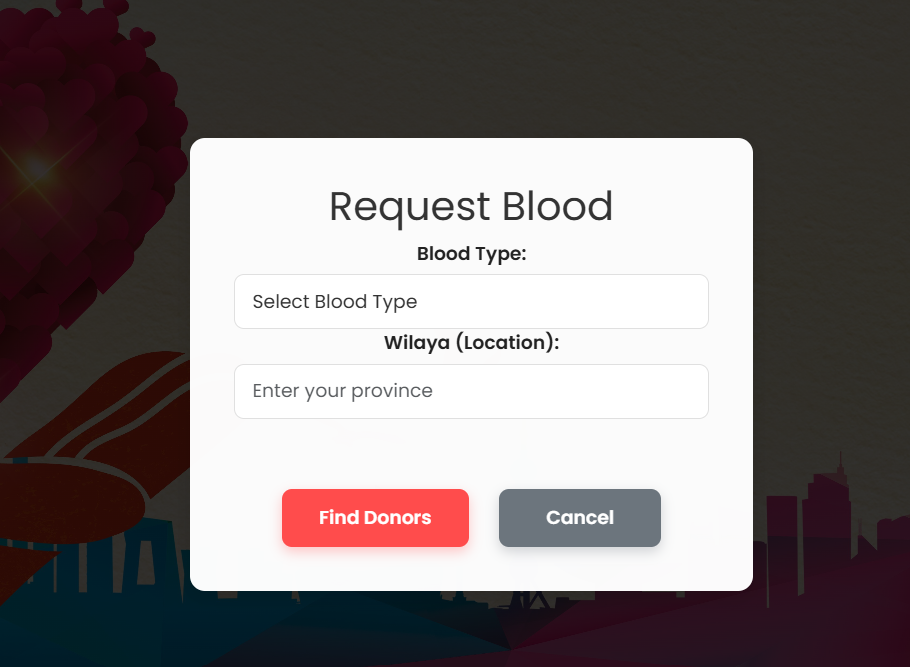 Request Blood
Blood Type:
Select Blood Type
Wilaya (Location):
Enter your province
Find Donors
Cancel